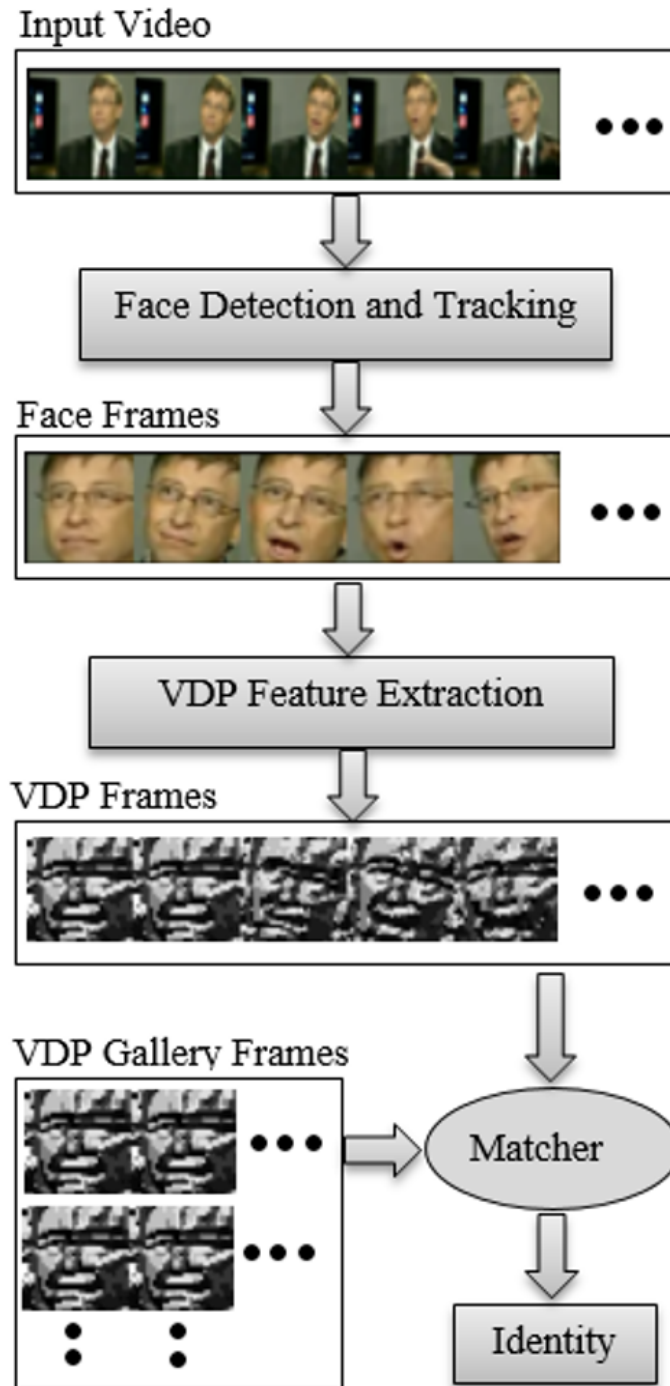 Input Video
Face Detection and Tracking
Face Frames
VDP Feature Extraction
VDP Frames
VDP Gallery Frames
Matcher
Identity